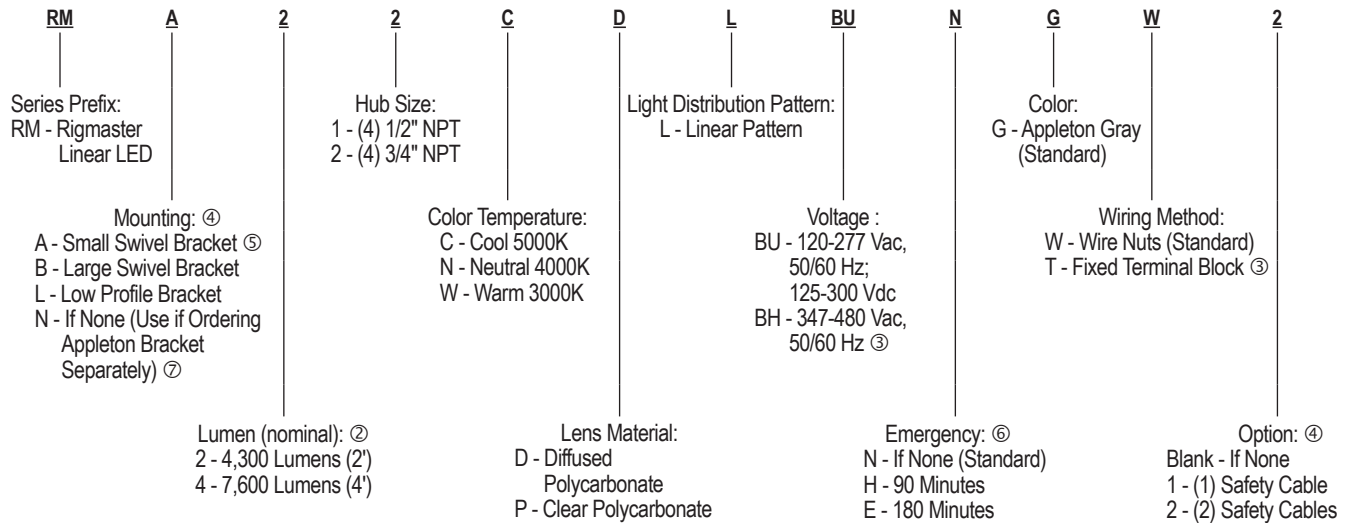 RM A 2 2 C D L BU N G W 2
Series Prefix:
RM - Rigmaster
Linear LED
Hub Size:
1 - (4) 1/2" NPT
2 - (4) 3/4" NPT
Light Distribution Pattern:
L - Linear Pattern
Color:
G - Appleton Gray
(Standard)
Mounting: ④
A - Small Swivel Bracket ⑤
B - Large Swivel Bracket
L - Low Profile Bracket
N - If None (Use if Ordering
Appleton Bracket
Separately) ⑦
Color Temperature:
C - Cool 5000K
N - Neutral 4000K
W - Warm 3000K
Voltage :
BU - 120-277 Vac,
50/60 Hz;
125-300 Vdc
BH - 347-480 Vac,
50/60 Hz ③
Wiring Method:
W - Wire Nuts (Standard)
T - Fixed Terminal Block ③
Lumen (nominal): ②
2 - 4,300 Lumens (2')
4 - 7,600 Lumens (4')
Lens Material:
D - Diffused
Polycarbonate
P - Clear Polycarbonate
Emergency: ⑥
N - If None (Standard)
H - 90 Minutes
E - 180 Minutes
Option: ④
Blank - If None
1 - (1) Safety Cable
2 - (2) Safety Cables